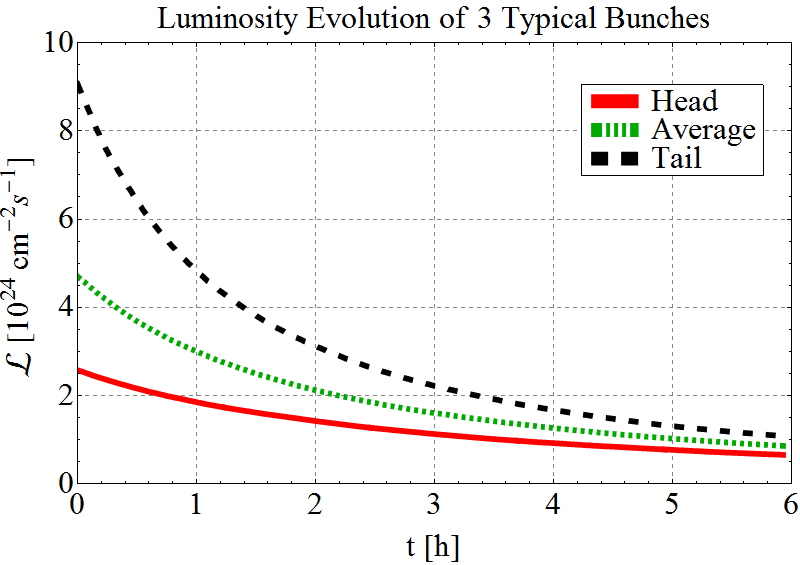 Luminosity Evolution of 3 Typical Bunches
10
8
6
4
2
0
ℒ [10²⁴ cm⁻²s⁻¹]
Head
Average
Tail
0 1 2 3 4 5 6
t [h]